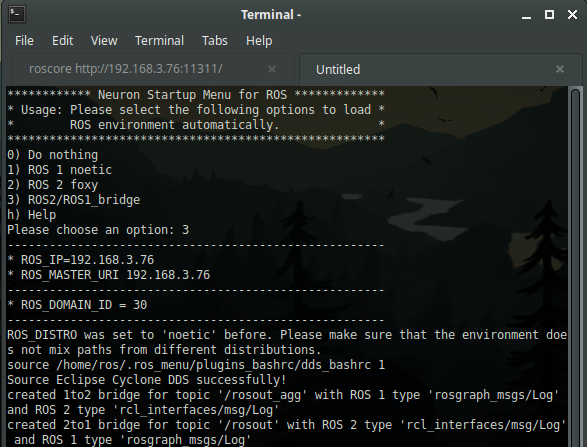 Terminal -
File Edit View Terminal Tabs Help
roscore http://192.168.3.76:11311/ Untitled
************ Neuron Startup Menu for ROS *************
* Usage: Please select the following options to load *
*        ROS environment automatically.              *
******************************************************
0) Do nothing
1) ROS 1 noetic
2) ROS 2 foxy
3) ROS2/ROS1_bridge
h) Help
Please choose an option: 3
------------------------------------------------------
* ROS_IP=192.168.3.76
* ROS_MASTER_URI 192.168.3.76
------------------------------------------------------
* ROS_DOMAIN_ID = 30
------------------------------------------------------
ROS_DISTRO was set to 'noetic' before. Please make sure that the environment doe
s not mix paths from different distributions.
source /home/ros/.ros_menu/plugins_bashrc/dds_bashrc 1
Source Eclipse Cyclone DDS successfully!
created 1to2 bridge for topic '/rosout_agg' with ROS 1 type 'rosgraph_msgs/Log'
and ROS 2 type 'rcl_interfaces/msg/Log'
created 2to1 bridge for topic '/rosout' with ROS 2 type 'rcl_interfaces/msg/Log'
 and ROS 1 type 'rosgraph_msgs/Log'